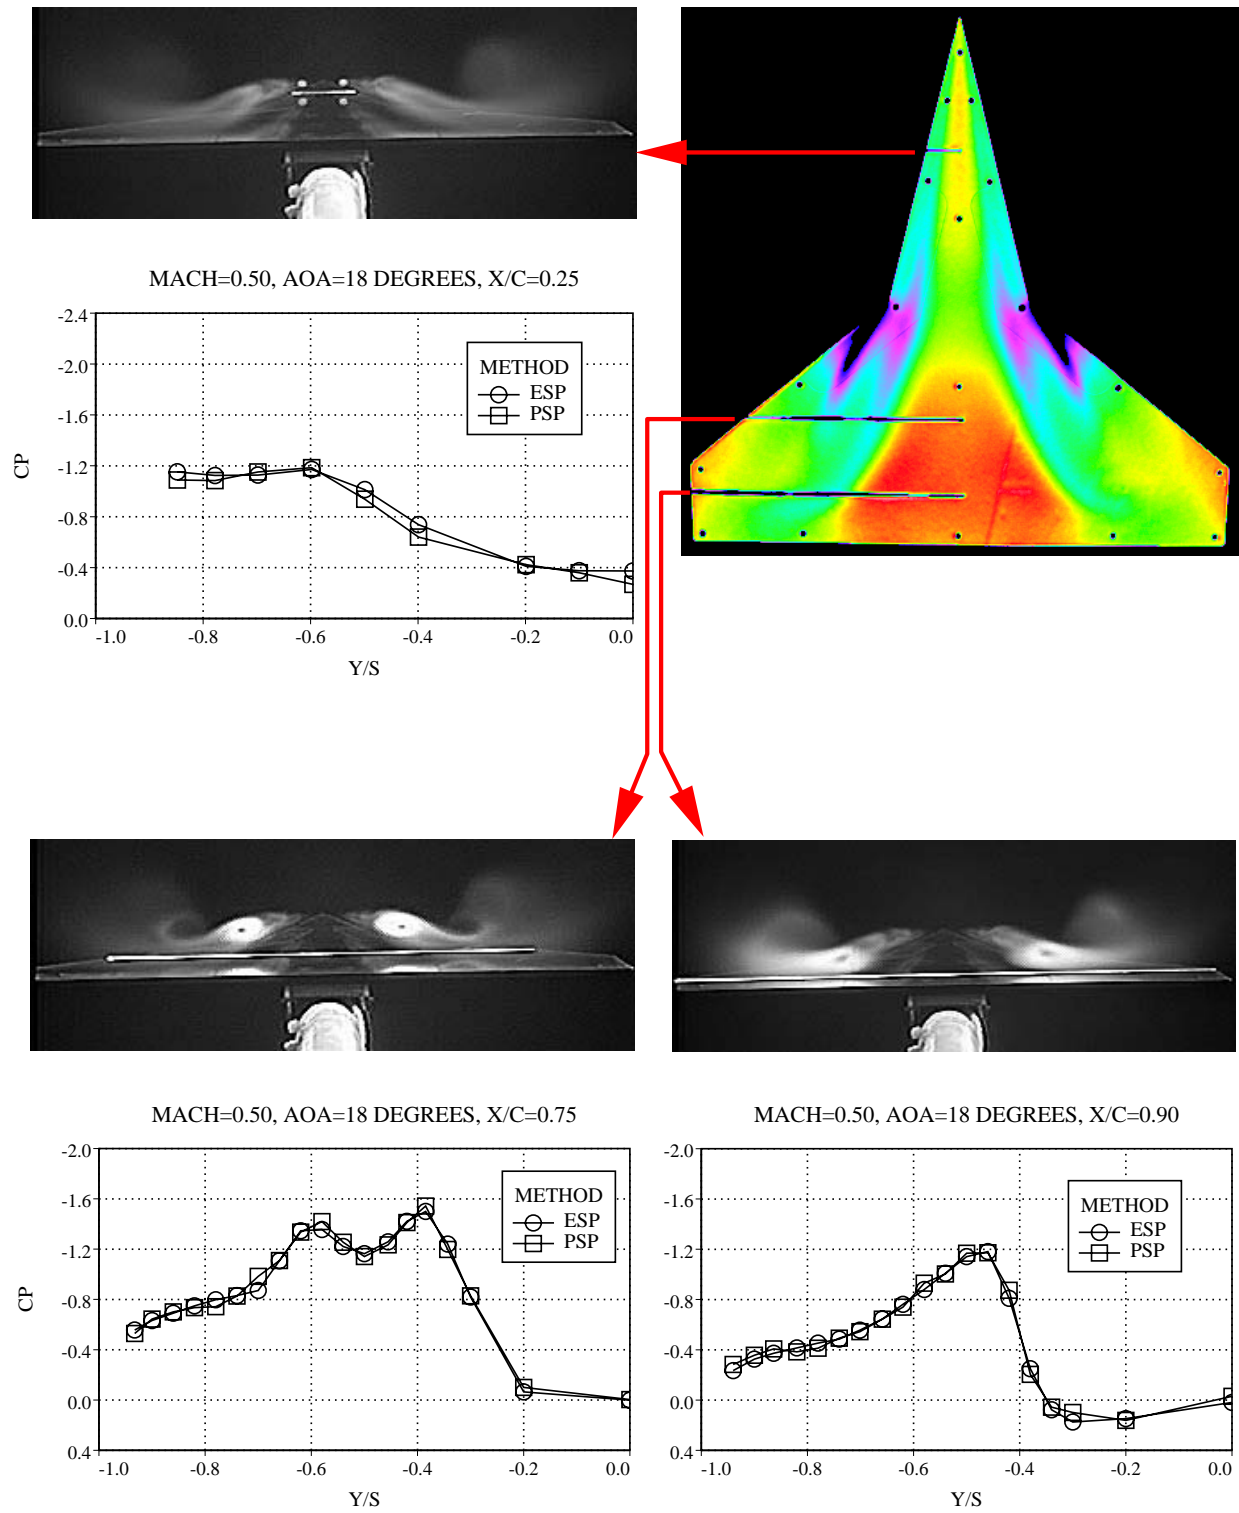 MACH=0.50, AOA=18 DEGREES, X/C=0.25
-2.4
-2.0
-1.6
-1.2
-0.8
-0.4
0.0
CP
METHOD
ESP
PSP
-1.0 -0.8 -0.6 -0.4 -0.2 0.0
Y/S
MACH=0.50, AOA=18 DEGREES, X/C=0.75
-2.0
-1.6
-1.2
-0.8
-0.4
0.0
0.4
CP
METHOD
ESP
PSP
-1.0 -0.8 -0.6 -0.4 -0.2 0.0
Y/S
MACH=0.50, AOA=18 DEGREES, X/C=0.90
-2.0
-1.6
-1.2
-0.8
-0.4
0.0
0.4
METHOD
ESP
PSP
-1.0 -0.8 -0.6 -0.4 -0.2 0.0
Y/S